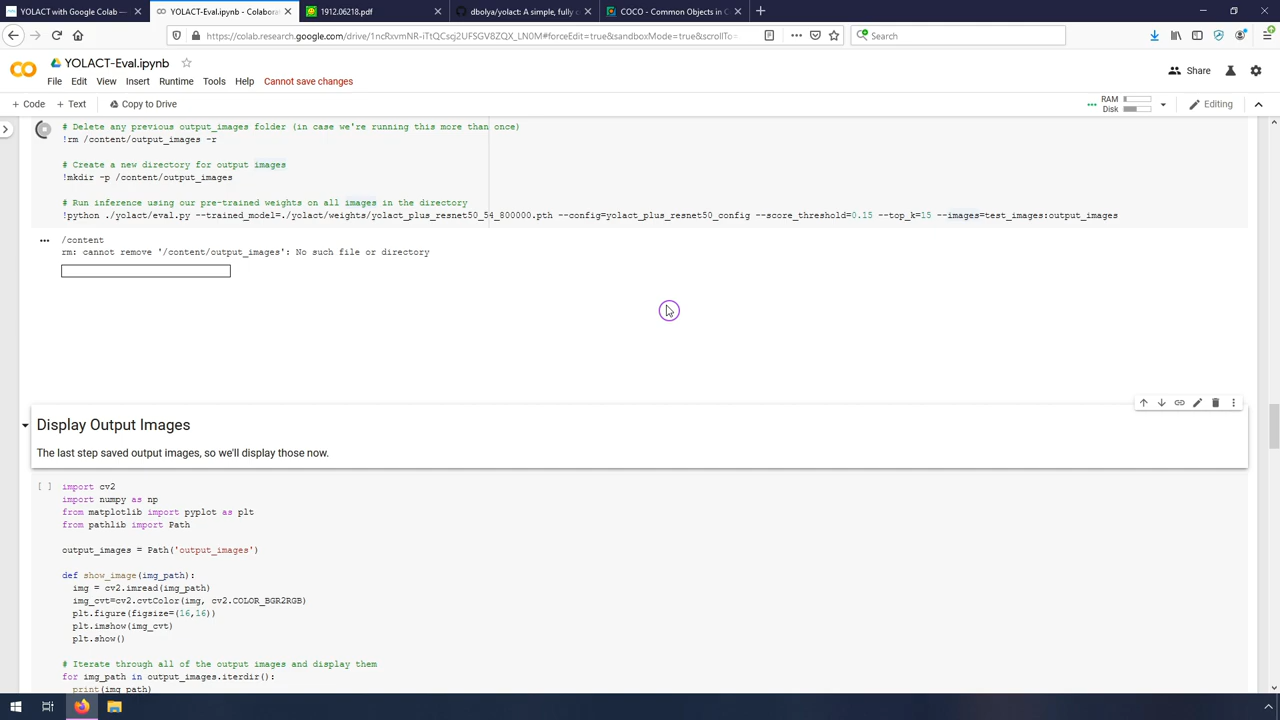 YOLACT with Google Colab —
YOLACT-Eval.ipynb - Colabora
1912.06218.pdf
dbolya/yolact: A simple, fully c
COCO - Common Objects in C
https://colab.research.google.com/drive/1ncRxvmNR-iTtQCsqj2UFSGV8ZQX_LN0M#forceEdit=true&sandboxMode=true&scrollTo=
Search
YOLACT-Eval.ipynb
File Edit View Insert Runtime Tools Help Cannot save changes
Share
+ Code + Text Copy to Drive
RAM
Disk
Editing
# Delete any previous output_images folder (in case we're running this more than once)
!rm /content/output_images -r
# Create a new directory for output images
!mkdir -p /content/output_images
# Run inference using our pre-trained weights on all images in the directory
!python ./yolact/eval.py --trained_model=./yolact/weights/yolact_plus_resnet50_54_800000.pth --config=yolact_plus_resnet50_config --score_threshold=0.15 --top_k=15 --images=test_images:output_images
/content
rm: cannot remove '/content/output_images': No such file or directory
Display Output Images
The last step saved output images, so we'll display those now.
[ ] import cv2
import numpy as np
from matplotlib import pyplot as plt
from pathlib import Path
output_images = Path('output_images')
def show_image(img_path):
img = cv2.imread(img_path)
img_cvt=cv2.cvtColor(img, cv2.COLOR_BGR2RGB)
plt.figure(figsize=(16,16))
plt.imshow(img_cvt)
plt.show()
# Iterate through all of the output images and display them
for img_path in output_images.iterdir():
print(img_path)